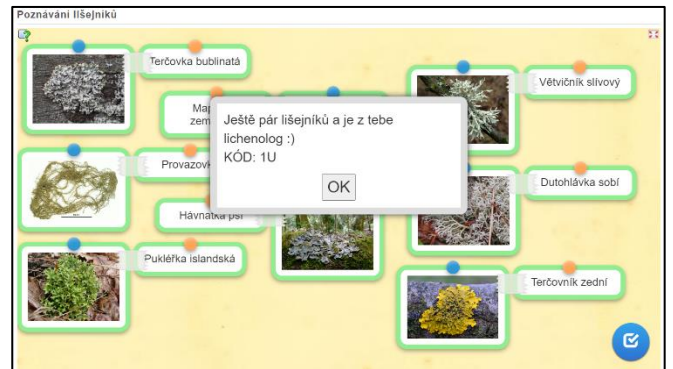 Poznávání lišejníků
Terčovka bublinatá
Větvičník slívový
Map
zem
Ještě pár lišejníků a je z tebe
lichenolog :)
KÓD: 1U
OK
Provazovk
Dutohlávka sobí
Hávnatka psí
Pukléřka islandská
Terčovník zední